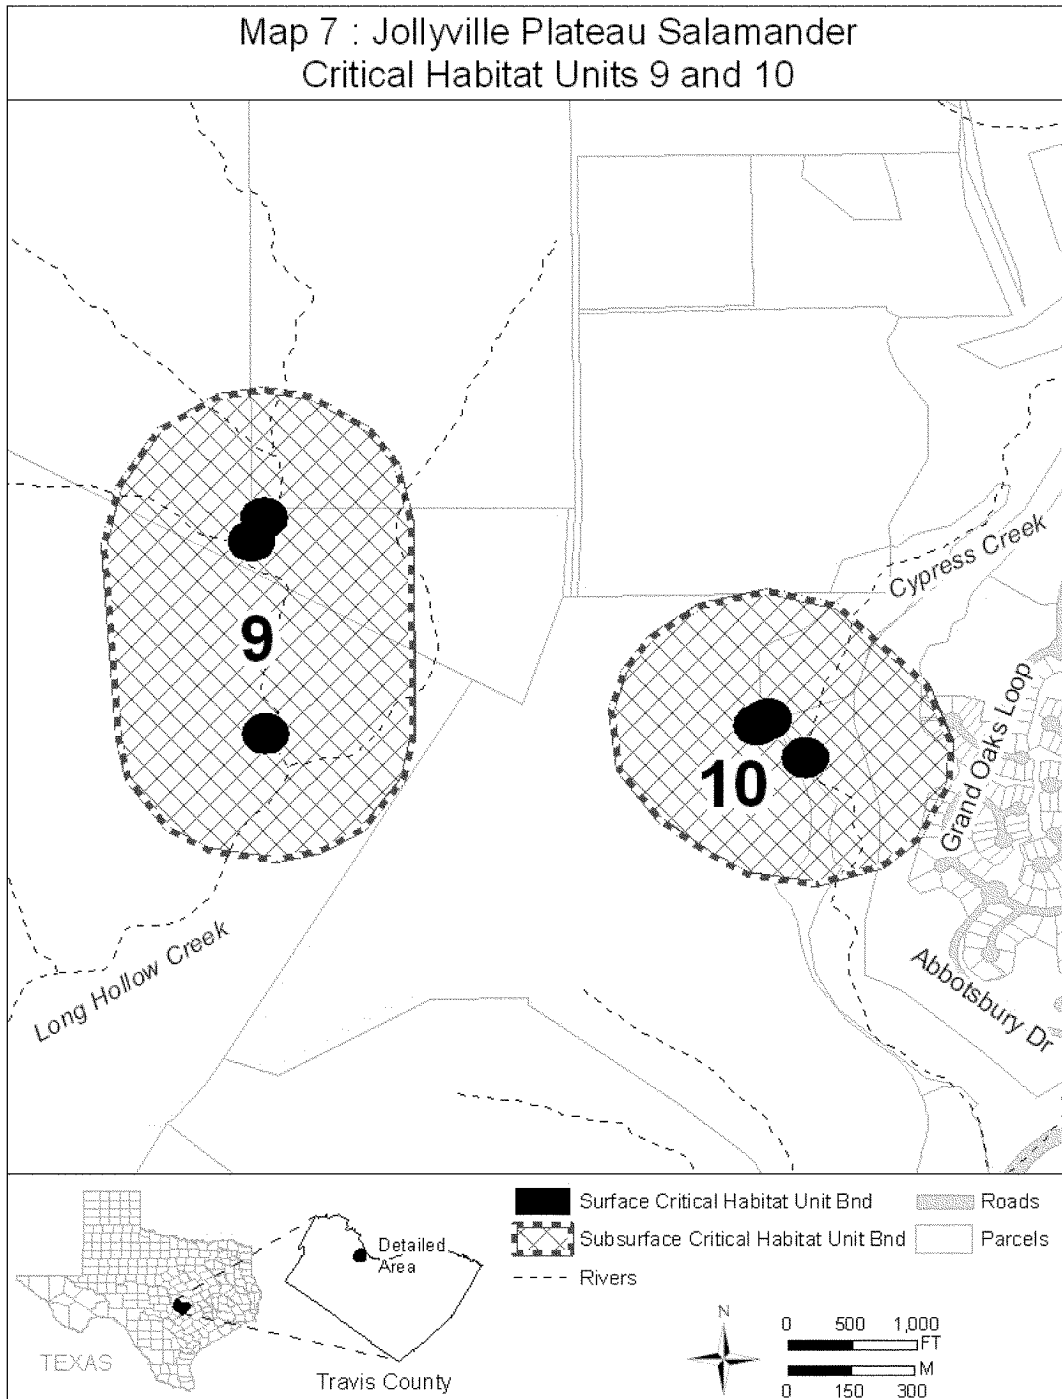 Map 7 : Jollyville Plateau Salamander
Critical Habitat Units 9 and 10
Cypress Creek
9
Grand Oaks Loop
10
Long Hollow Creek
Abbotsbury Dr
Surface Critical Habitat Unit Bnd
Roads
Subsurface Critical Habitat Unit Bnd
Parcels
Rivers
Detailed
Area
TEXAS
Travis County
N
0 500 1,000
FT
M
0 150 300